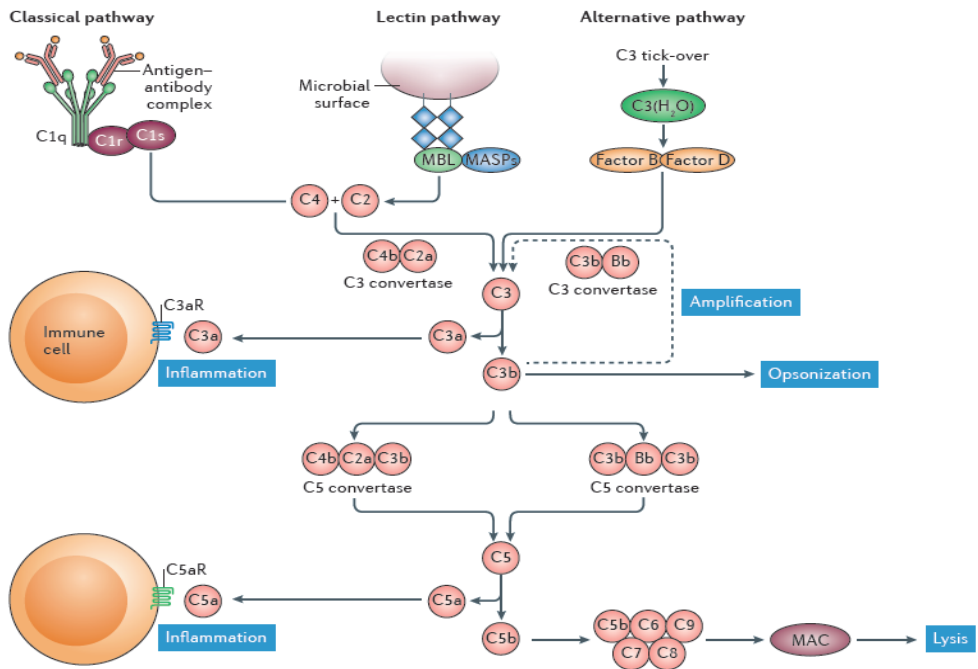 Classical pathway
Lectin pathway
Alternative pathway
Antigen–
antibody
complex
C1q
C1r
C1s
Microbial
surface
MBL
MASPs
C3 tick-over
C3(H₂O)
Factor B
Factor D
C4 + C2
C4b C2a
C3 convertase
C3b Bb
C3 convertase
Amplification
C3
C3aR
Immune
cell
C3a
C3a
Inflammation
C3b
Opsonization
C4b C2a C3b
C5 convertase
C3b Bb C3b
C5 convertase
C5
C5aR
C5a
C5a
Inflammation
C5b
C5b C6 C9
C7 C8
MAC
Lysis